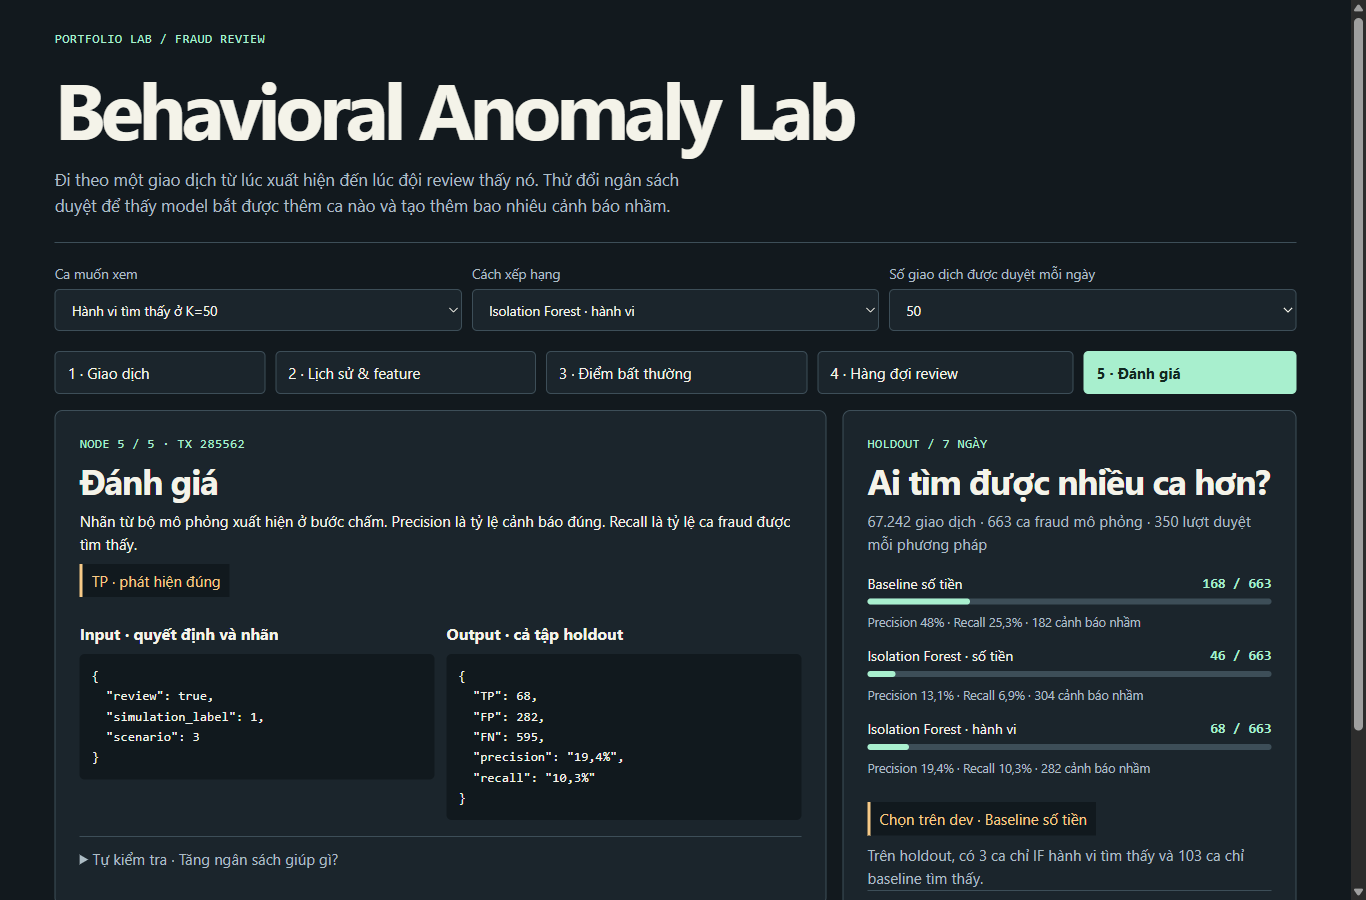 PORTFOLIO LAB / FRAUD REVIEW
Behavioral Anomaly Lab
Đi theo một giao dịch từ lúc xuất hiện đến lúc đội review thấy nó. Thử đổi ngân sách
duyệt để thấy model bắt được thêm ca nào và tạo thêm bao nhiêu cảnh báo nhầm.
Ca muốn xem
Hành vi tìm thấy ở K=50
Cách xếp hạng
Isolation Forest · hành vi
Số giao dịch được duyệt mỗi ngày
50
1 · Giao dịch
2 · Lịch sử & feature
3 · Điểm bất thường
4 · Hàng đợi review
5 · Đánh giá
NODE 5 / 5 · TX 285562
Đánh giá
Nhãn từ bộ mô phỏng xuất hiện ở bước chấm. Precision là tỷ lệ cảnh báo đúng. Recall là tỷ lệ ca fraud được
tìm thấy.
TP · phát hiện đúng
Input · quyết định và nhãn
{
"review": true,
"simulation_label": 1,
"scenario": 3
}
Output · cả tập holdout
{
"TP": 68,
"FP": 282,
"FN": 595,
"precision": "19,4%",
"recall": "10,3%"
}
▶ Tự kiểm tra · Tăng ngân sách giúp gì?
HOLDOUT / 7 NGÀY
Ai tìm được nhiều ca hơn?
67.242 giao dịch · 663 ca fraud mô phỏng · 350 lượt duyệt
mỗi phương pháp
Baseline số tiền 168 / 663
Precision 48% · Recall 25,3% · 182 cảnh báo nhầm
Isolation Forest · số tiền 46 / 663
Precision 13,1% · Recall 6,9% · 304 cảnh báo nhầm
Isolation Forest · hành vi 68 / 663
Precision 19,4% · Recall 10,3% · 282 cảnh báo nhầm
Chọn trên dev · Baseline số tiền
Trên holdout, có 3 ca chỉ IF hành vi tìm thấy và 103 ca chỉ
baseline tìm thấy.